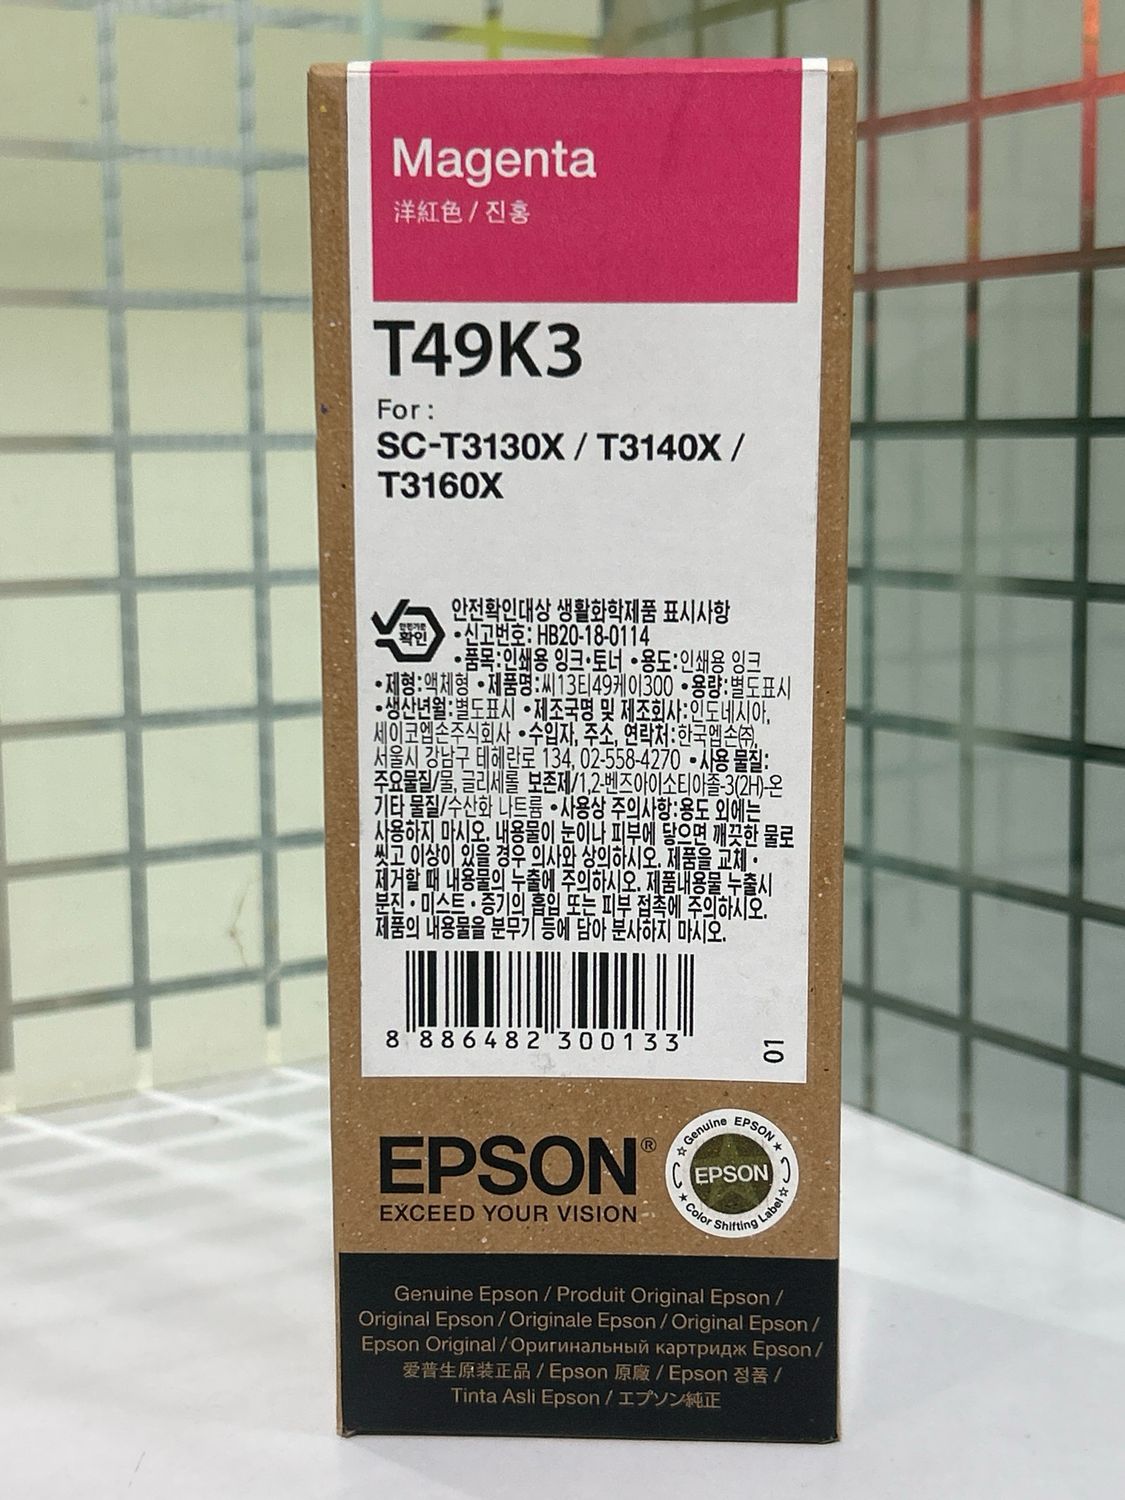 Magenta
洋紅色 / 진홍
T49K3
For :
SC-T3130X / T3140X /
T3160X
안전확인대상 생활화학제품 표시사항
안전기준
확인
•신고번호: HB20-18-0114
•품목:인쇄용 잉크•토너 •용도:인쇄용 잉크
•제형:액체형 •제품명:씨13티49케이300 •용량:별도표시
•생산년월:별도표시 •제조국명 및 제조회사:인도네시아,
세이코엡손주식회사 •수입자, 주소, 연락처:한국엡손㈜,
서울시 강남구 테헤란로 134, 02-558-4270 •사용 물질:
주요물질/물, 글리세롤 보존제/1,2-벤즈아이소티아졸-3(2H)-온
기타 물질/수산화 나트륨 •사용상 주의사항:용도 외에는
사용하지 마시오. 내용물이 눈이나 피부에 닿으면 깨끗한 물로
씻고 이상이 있을 경우 의사와 상의하시오. 제품을 교체 •
제거할 때 내용물의 누출에 주의하시오. 제품내용물 누출시
분진 • 미스트 • 증기의 흡입 또는 피부 접촉에 주의하시오.
제품의 내용물을 분무기 등에 담아 분사하지 마시오.
8 886482 300133
01
EPSON®
EXCEED YOUR VISION
Genuine EPSON
EPSON
Color Shifting Label
Genuine Epson / Produit Original Epson /
Original Epson / Originale Epson / Original Epson /
Epson Original / Оригинальный картридж Epson /
爱普生原装正品 / Epson 原廠 / Epson 정품 /
Tinta Asli Epson / エプソン純正